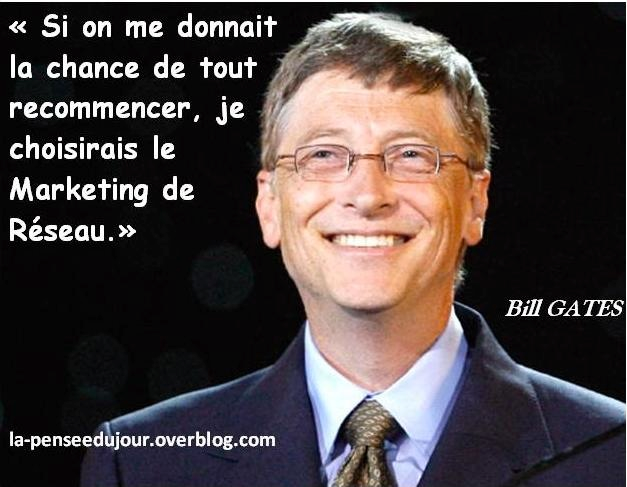 « Si on me donnait
la chance de tout
recommencer, je
choisirais le
Marketing de
Réseau.»
Bill GATES
la-penseedujour.overblog.com